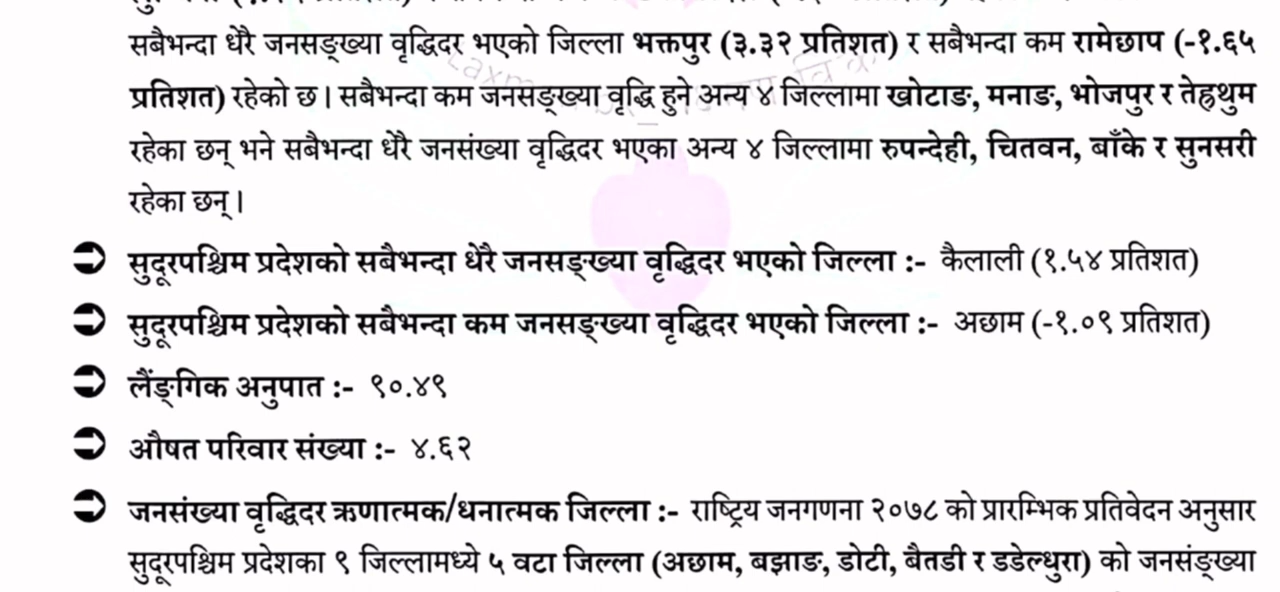 सबैभन्दा धेरै जनसङ्ख्या वृद्धिदर भएको जिल्ला भक्तपुर (३.३२ प्रतिशत) र सबैभन्दा कम रामेछाप (-१.६५
प्रतिशत) रहेको छ। सबैभन्दा कम जनसङ्ख्या वृद्धि हुने अन्य ४ जिल्लामा खोटाङ, मनाङ, भोजपुर र तेह्रथुम
रहेका छन् भने सबैभन्दा धेरै जनसंख्या वृद्धिदर भएका अन्य ४ जिल्लामा रुपन्देही, चितवन, बाँके र सुनसरी
रहेका छन्।
सुदूरपश्चिम प्रदेशको सबैभन्दा धेरै जनसङ्ख्या वृद्धिदर भएको जिल्ला :- कैलाली (१.५४ प्रतिशत)
सुदूरपश्चिम प्रदेशको सबैभन्दा कम जनसङ्ख्या वृद्धिदर भएको जिल्ला :- अछाम (-१.०९ प्रतिशत)
लैंङ्गिक अनुपात :- ९०.४९
औषत परिवार संख्या :- ४.६२
जनसंख्या वृद्धिदर ऋणात्मक/धनात्मक जिल्ला :- राष्ट्रिय जनगणना २०७८ को प्रारम्भिक प्रतिवेदन अनुसार
सुदूरपश्चिम प्रदेशका ९ जिल्लामध्ये ५ वटा जिल्ला (अछाम, बझाङ, डोटी, बैतडी र डडेल्धुरा) को जनसंङ्ख्या